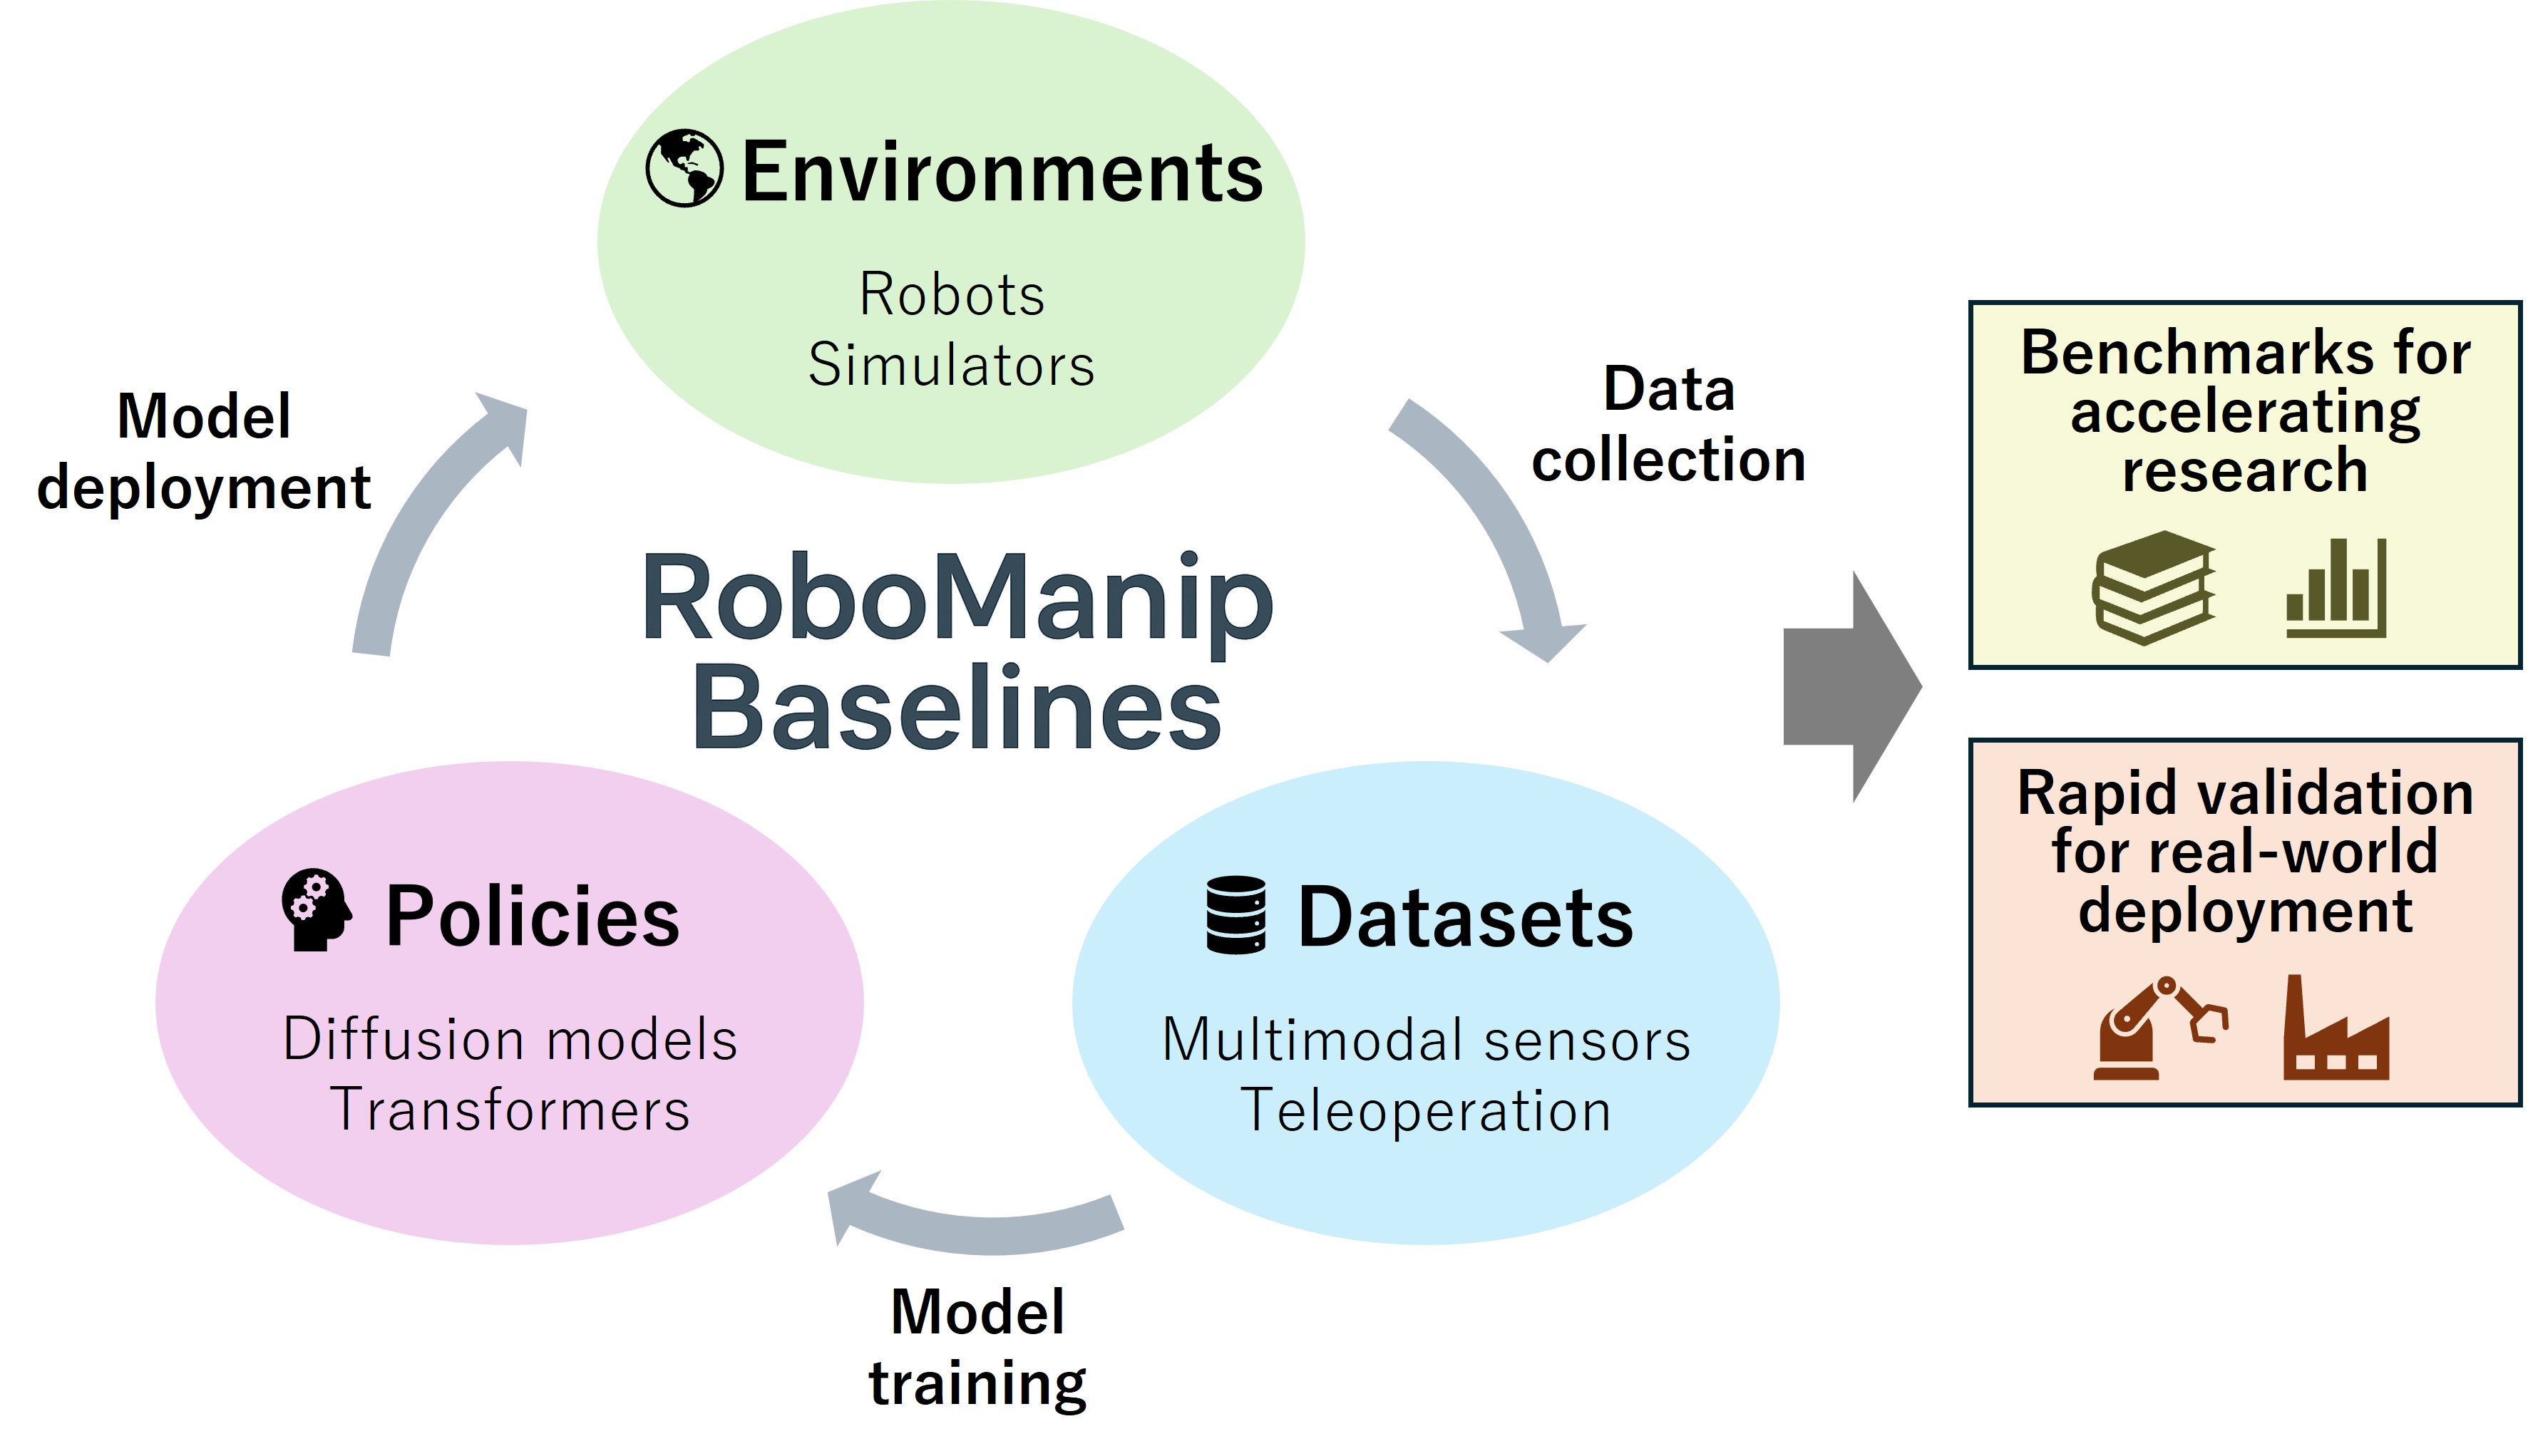 Environments
Robots
Simulators
Model
deployment
Data
collection
RoboManip
Baselines
Policies
Diffusion models
Transformers
Datasets
Multimodal sensors
Teleoperation
Model
training
Benchmarks for
accelerating
research
Rapid validation
for real-world
deployment